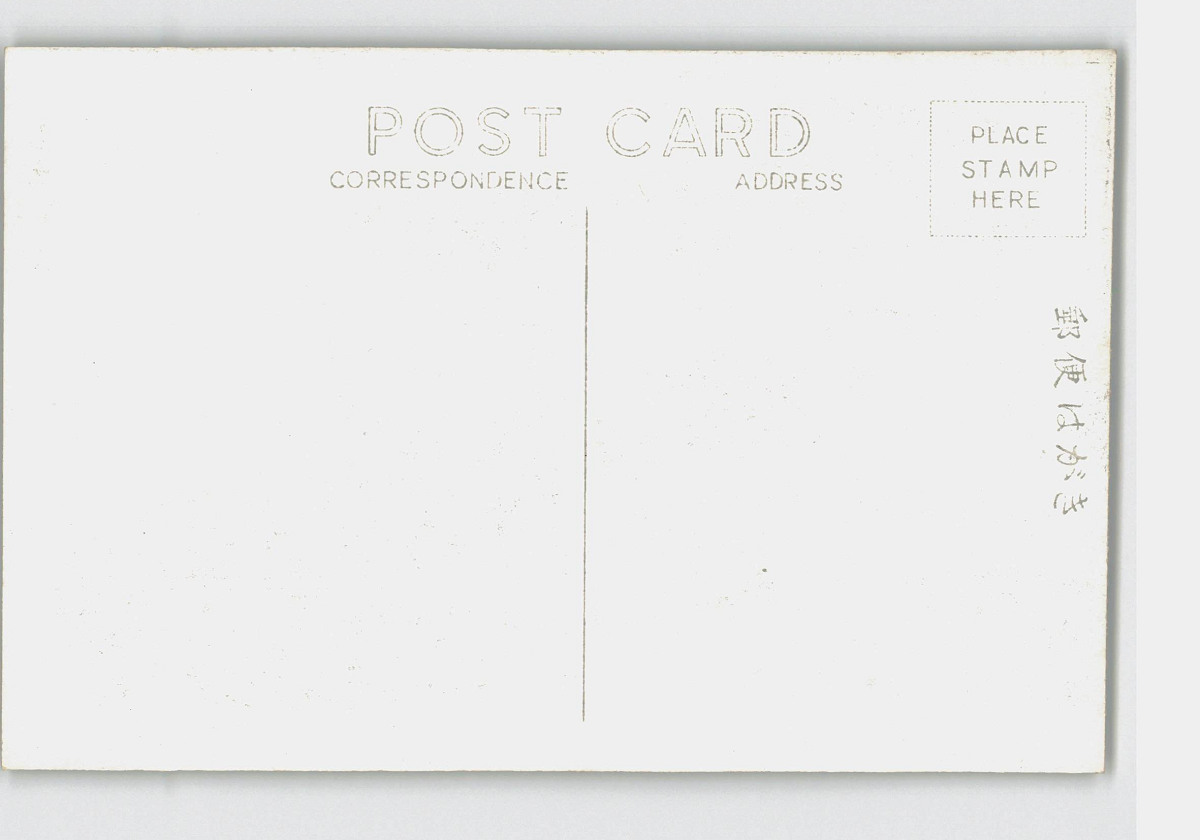 POST CARD
CORRESPONDENCE
ADDRESS
PLACE
STAMP
HERE
郵便はがき